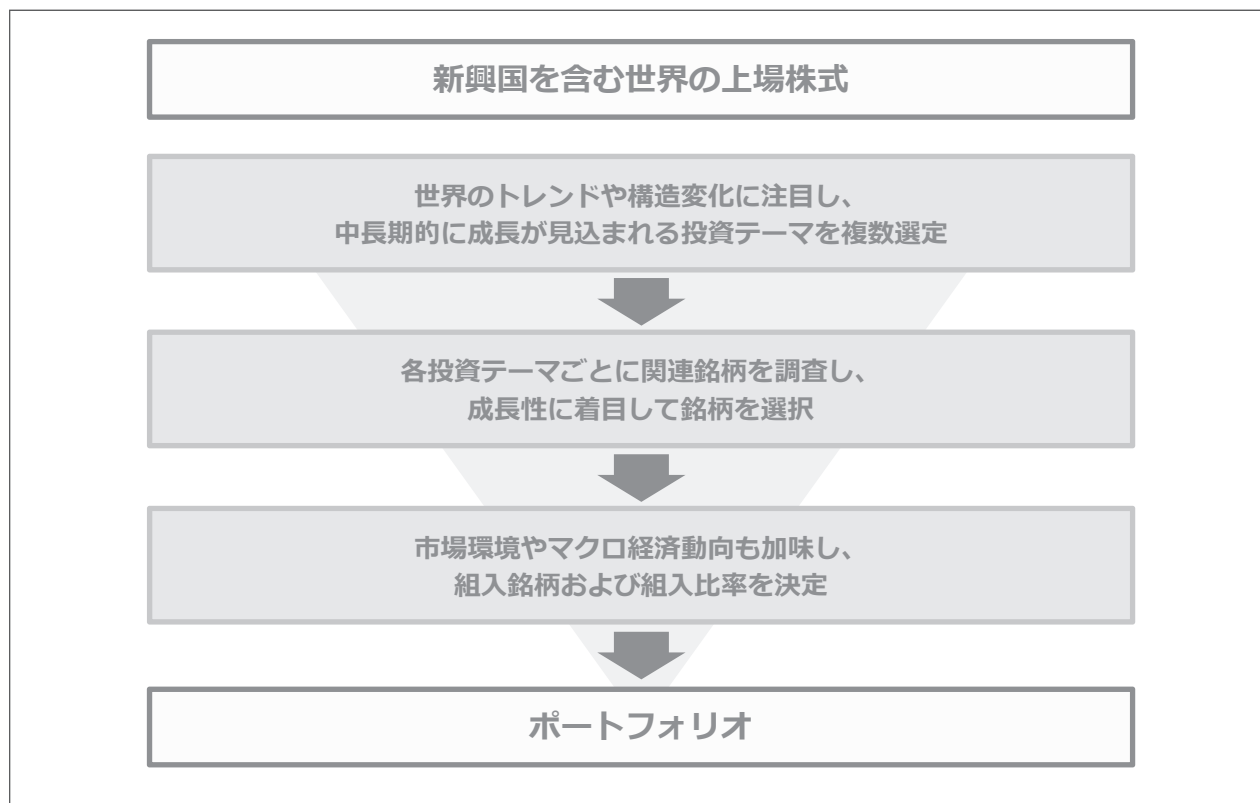 新興国を含む世界の上場株式
世界のトレンドや構造変化に注目し、
中長期的に成長が見込まれる投資テーマを複数選定
各投資テーマごとに関連銘柄を調査し、
成長性に着目して銘柄を選択
市場環境やマクロ経済動向も加味し、
組入銘柄および組入比率を決定
ポートフォリオ